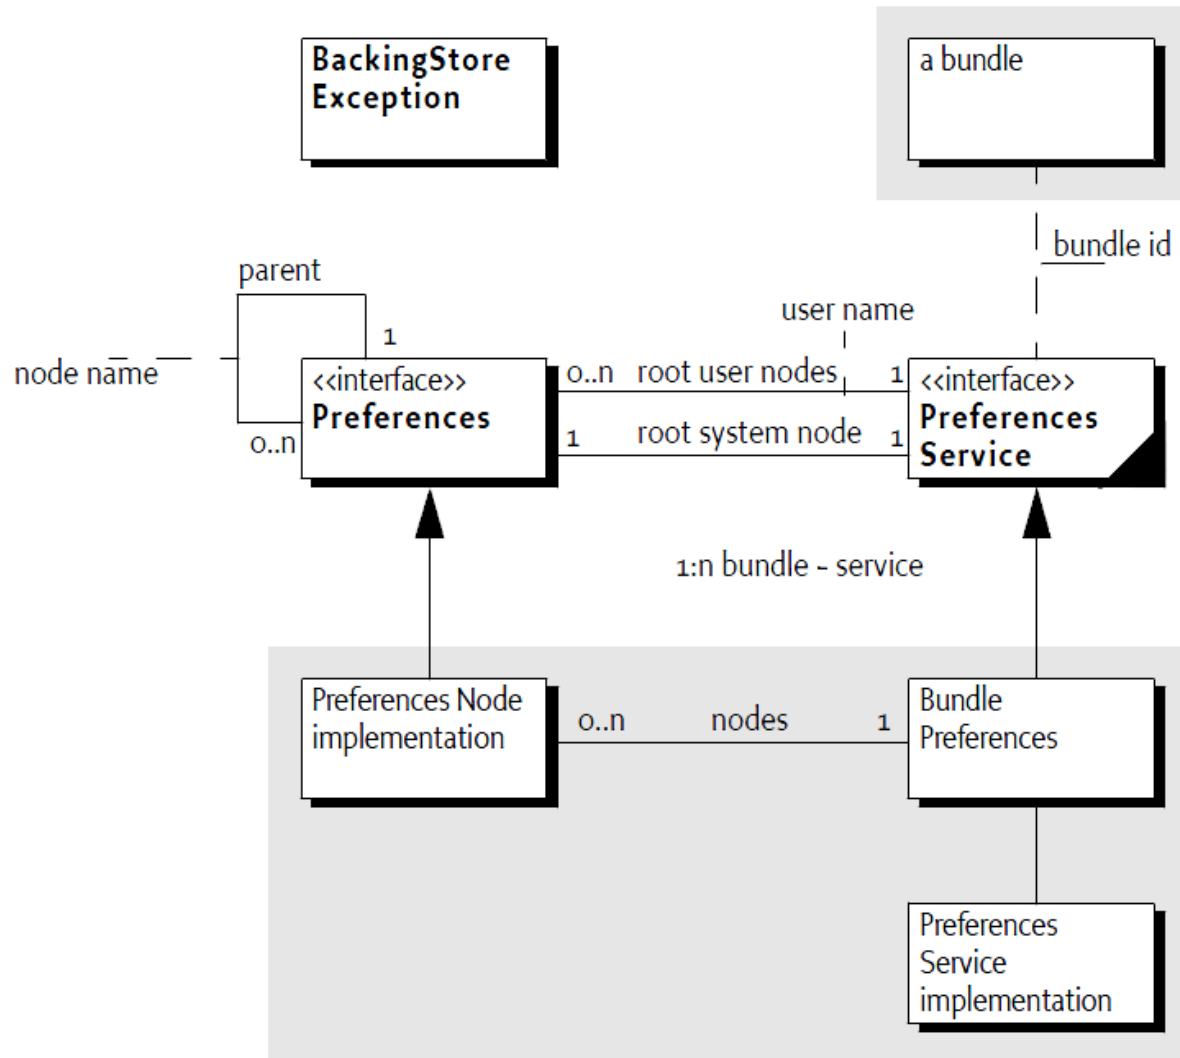 BackingStore
Exception
a bundle
bundle id
parent
user name
1
node name
<<interface>>
Preferences
0..n
0..n
root user nodes
1
1
root system node
1
<<interface>>
Preferences
Service
1:n bundle - service
Preferences Node
implementation
0..n
nodes
1
Bundle
Preferences
Preferences
Service
implementation